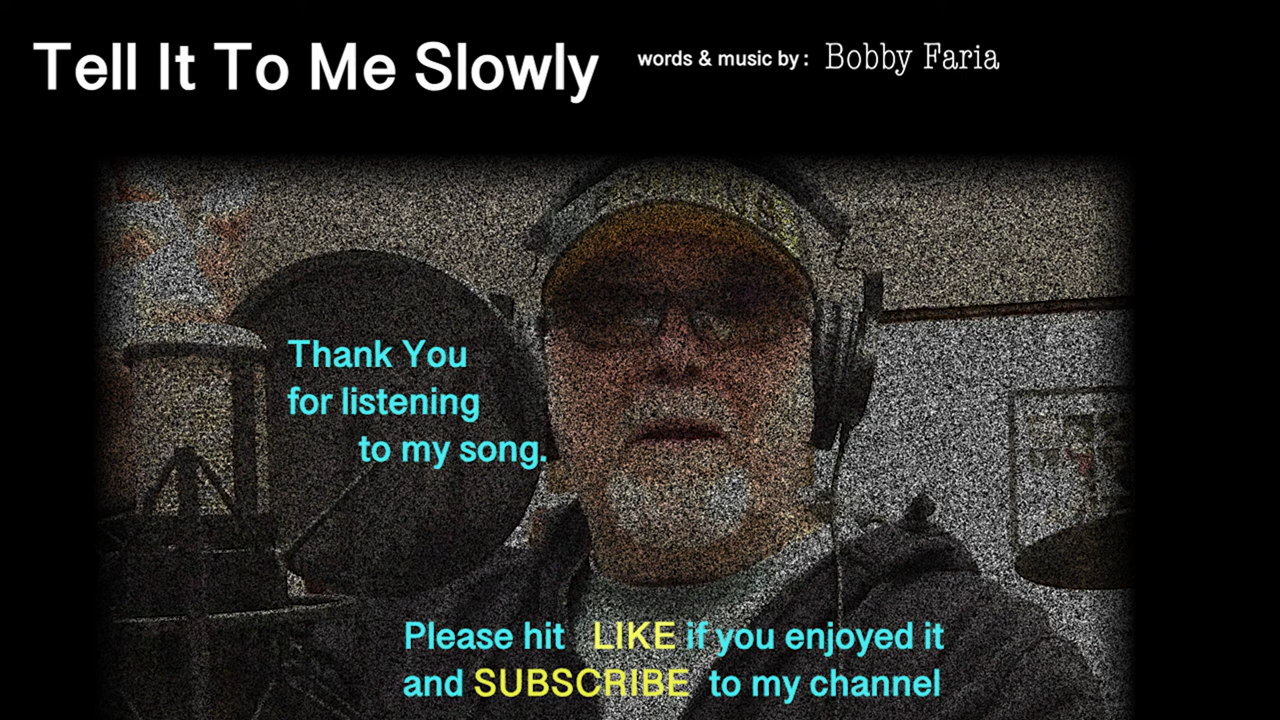 Tell It To Me Slowly words & music by : Bobby Faria
Thank You
for listening
to my song.
Please hit LIKE if you enjoyed it
and SUBSCRIBE to my channel